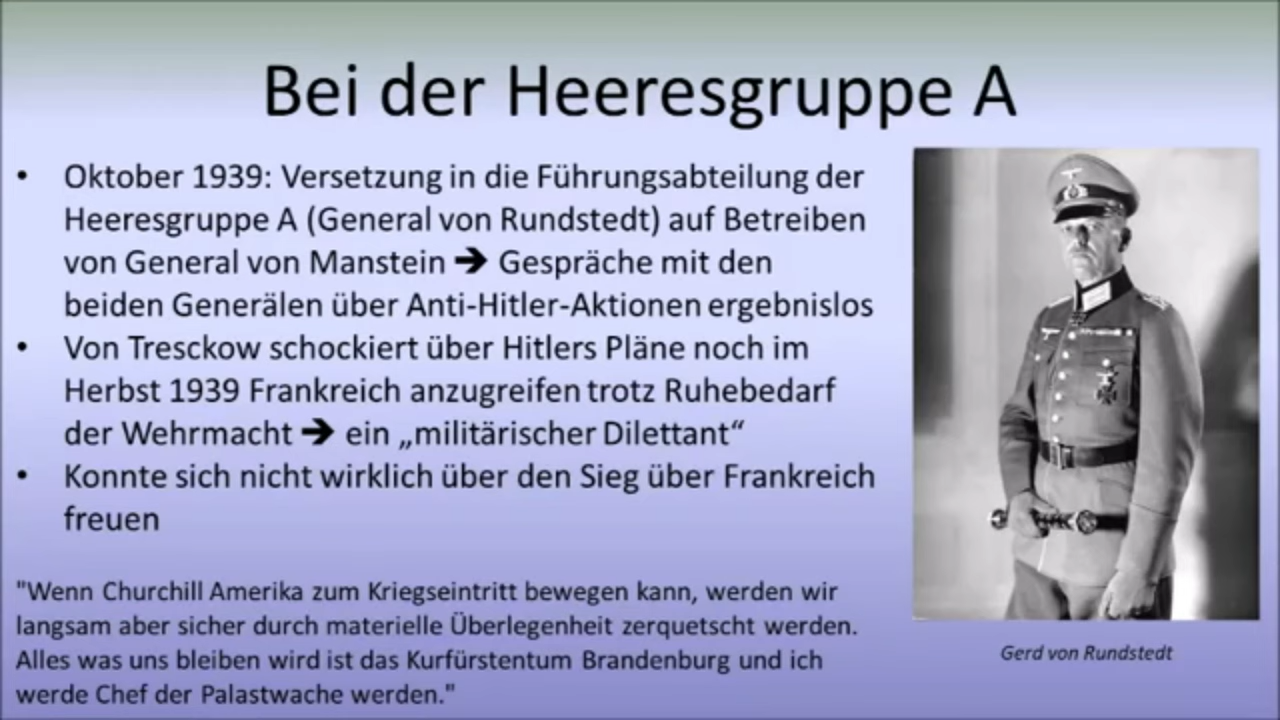 Bei der Heeresgruppe A
• Oktober 1939: Versetzung in die Führungsabteilung der
Heeresgruppe A (General von Rundstedt) auf Betreiben
von General von Manstein ➔ Gespräche mit den
beiden Generälen über Anti-Hitler-Aktionen ergebnislos
• Von Tresckow schockiert über Hitlers Pläne noch im
Herbst 1939 Frankreich anzugreifen trotz Ruhebedarf
der Wehrmacht ➔ ein „militärischer Dilettant“
• Konnte sich nicht wirklich über den Sieg über Frankreich
freuen
"Wenn Churchill Amerika zum Kriegseintritt bewegen kann, werden wir
langsam aber sicher durch materielle Überlegenheit zerquetscht werden.
Alles was uns bleiben wird ist das Kurfürstentum Brandenburg und ich
werde Chef der Palastwache werden."
Gerd von Rundstedt